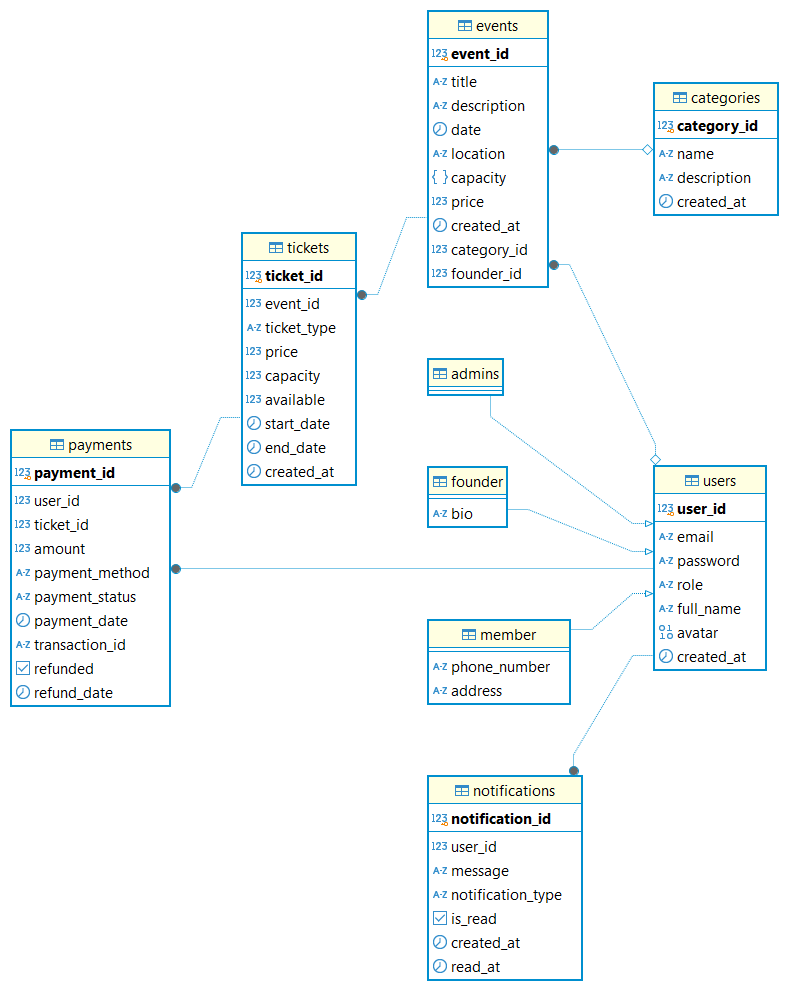 events
event_id
title
description
date
location
capacity
price
created_at
category_id
founder_id
categories
category_id
name
description
created_at
tickets
ticket_id
event_id
ticket_type
price
capacity
available
start_date
end_date
created_at
admins
payments
payment_id
user_id
ticket_id
amount
payment_method
payment_status
payment_date
transaction_id
refunded
refund_date
founder
bio
users
user_id
email
password
role
full_name
avatar
created_at
member
phone_number
address
notifications
notification_id
user_id
message
notification_type
is_read
created_at
read_at